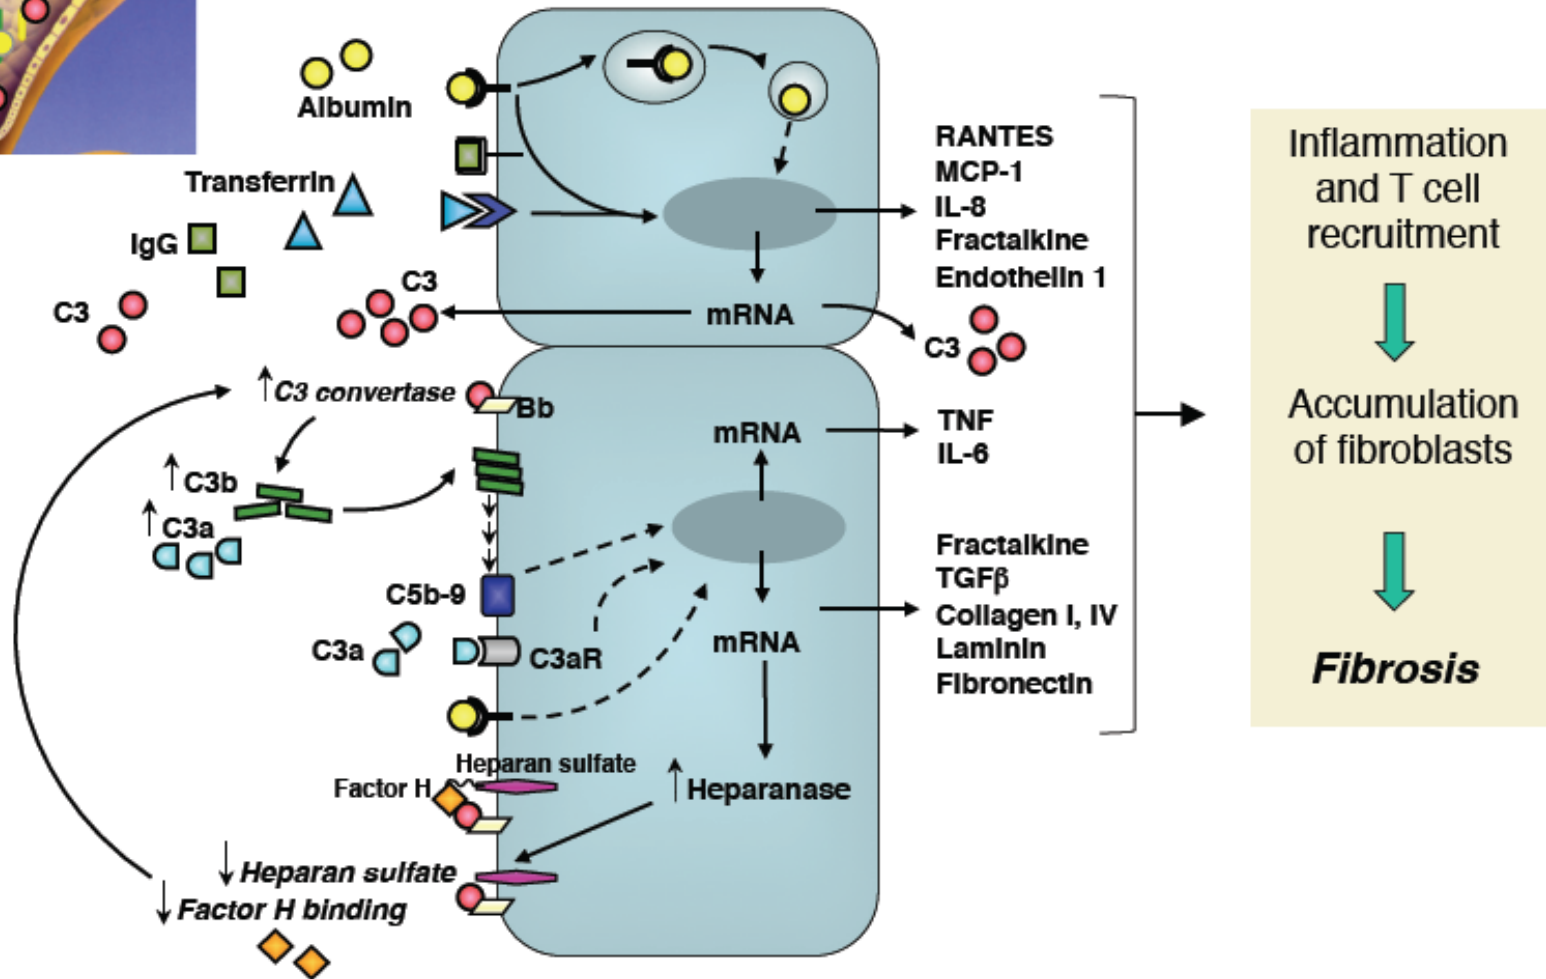 Albumin
Transferrin
IgG
C3
C3
mRNA
C3
RANTES
MCP-1
IL-8
Fractalkine
Endothelin 1
↑C3 convertase
Bb
↑C3b
↑C3a
C5b-9
C3a
C3aR
mRNA
mRNA
TNF
IL-6
Fractalkine
TGFβ
Collagen I, IV
Laminin
Fibronectin
Heparan sulfate
Factor H
↑Heparanase
↓Heparan sulfate
↓Factor H binding
Inflammation
and T cell
recruitment
Accumulation
of fibroblasts
Fibrosis